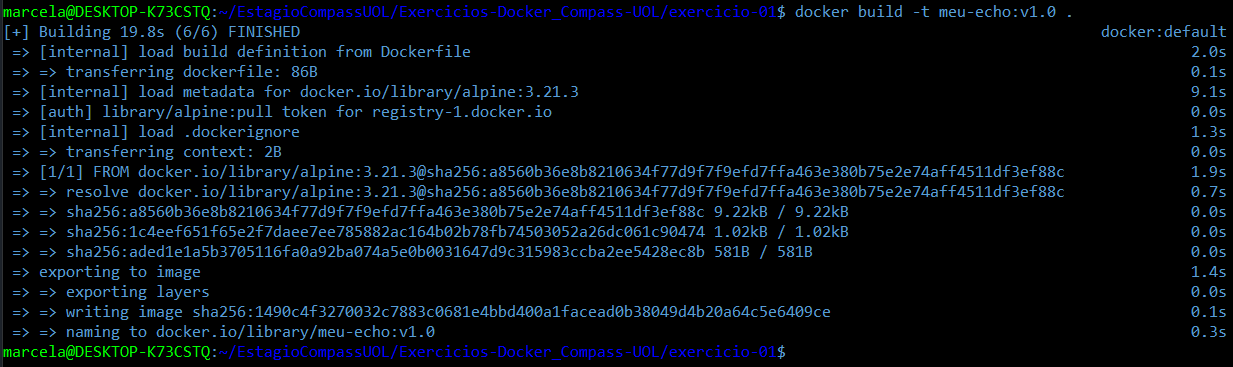 marcela@DESKTOP-K73CSTQ:~/EstagioCompassUOL/Exercicios-Docker_Compass-UOL/exercicio-01$ docker build -t meu-echo:v1.0 .
[+] Building 19.8s (6/6) FINISHED docker:default
=> [internal] load build definition from Dockerfile 2.0s
=> => transferring dockerfile: 86B 0.1s
=> [internal] load metadata for docker.io/library/alpine:3.21.3 9.1s
=> [auth] library/alpine:pull token for registry-1.docker.io 0.0s
=> [internal] load .dockerignore 1.3s
=> => transferring context: 2B 0.0s
=> [1/1] FROM docker.io/library/alpine:3.21.3@sha256:a8560b36e8b8210634f77d9f7f9efd7ffa463e380b75e2e74aff4511df3ef88c 1.9s
=> => resolve docker.io/library/alpine:3.21.3@sha256:a8560b36e8b8210634f77d9f7f9efd7ffa463e380b75e2e74aff4511df3ef88c 0.7s
=> => sha256:a8560b36e8b8210634f77d9f7f9efd7ffa463e380b75e2e74aff4511df3ef88c 9.22kB / 9.22kB 0.0s
=> => sha256:1c4eef651f65e2f7daee7ee785882ac164b02b78fb74503052a26dc061c90474 1.02kB / 1.02kB 0.0s
=> => sha256:aded1e1a5b3705116fa0a92ba074a5e0b0031647d9c315983ccba2ee5428ec8b 581B / 581B 0.0s
=> exporting to image 1.4s
=> => exporting layers 0.0s
=> => writing image sha256:1490c4f3270032c7883c0681e4bbd400a1facead0b38049d4b20a64c5e6409ce 0.1s
=> => naming to docker.io/library/meu-echo:v1.0 0.3s
marcela@DESKTOP-K73CSTQ:~/EstagioCompassUOL/Exercicios-Docker_Compass-UOL/exercicio-01$